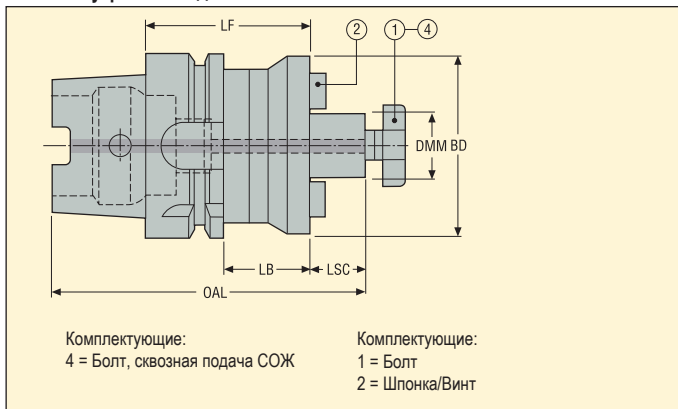 LF
2
1
4
DMM
BD
LB
LSC
OAL
Комплектующие:
4 = Болт, сквозная подача СОЖ
Комплектующие:
1 = Болт
2 = Шпонка/Винт